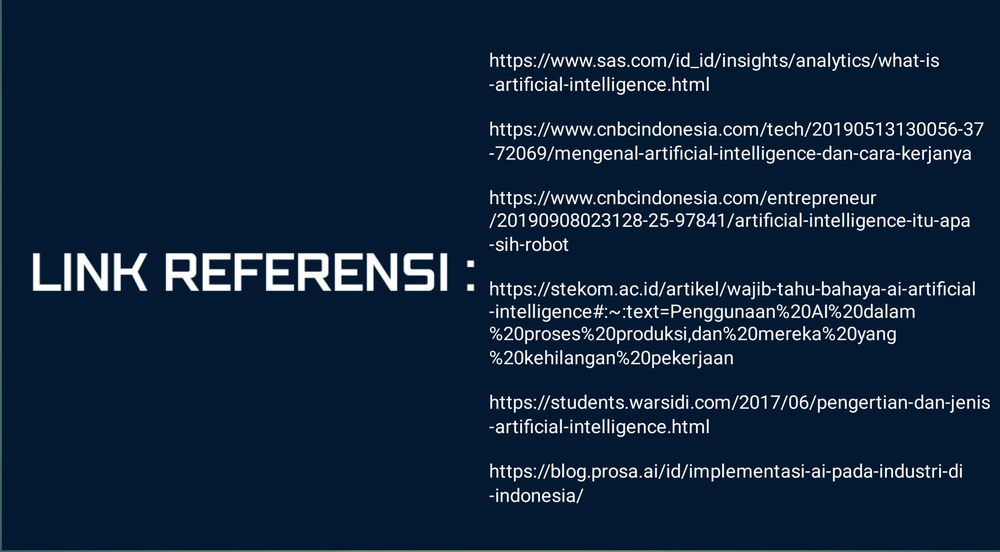 LINK REFERENSI :
https://www.sas.com/id_id/insights/analytics/what-is
-artificial-intelligence.html
https://www.cnbcindonesia.com/tech/20190513130056-37
-72069/mengenal-artificial-intelligence-dan-cara-kerjanya
https://www.cnbcindonesia.com/entrepreneur
/20190908023128-25-97841/artificial-intelligence-itu-apa
-sih-robot
https://stekom.ac.id/artikel/wajib-tahu-bahaya-ai-artificial
-intelligence#:~:text=Penggunaan%20AI%20dalam
%20proses%20produksi,dan%20mereka%20yang
%20kehilangan%20pekerjaan
https://students.warsidi.com/2017/06/pengertian-dan-jenis
-artificial-intelligence.html
https://blog.prosa.ai/id/implementasi-ai-pada-industri-di
-indonesia/